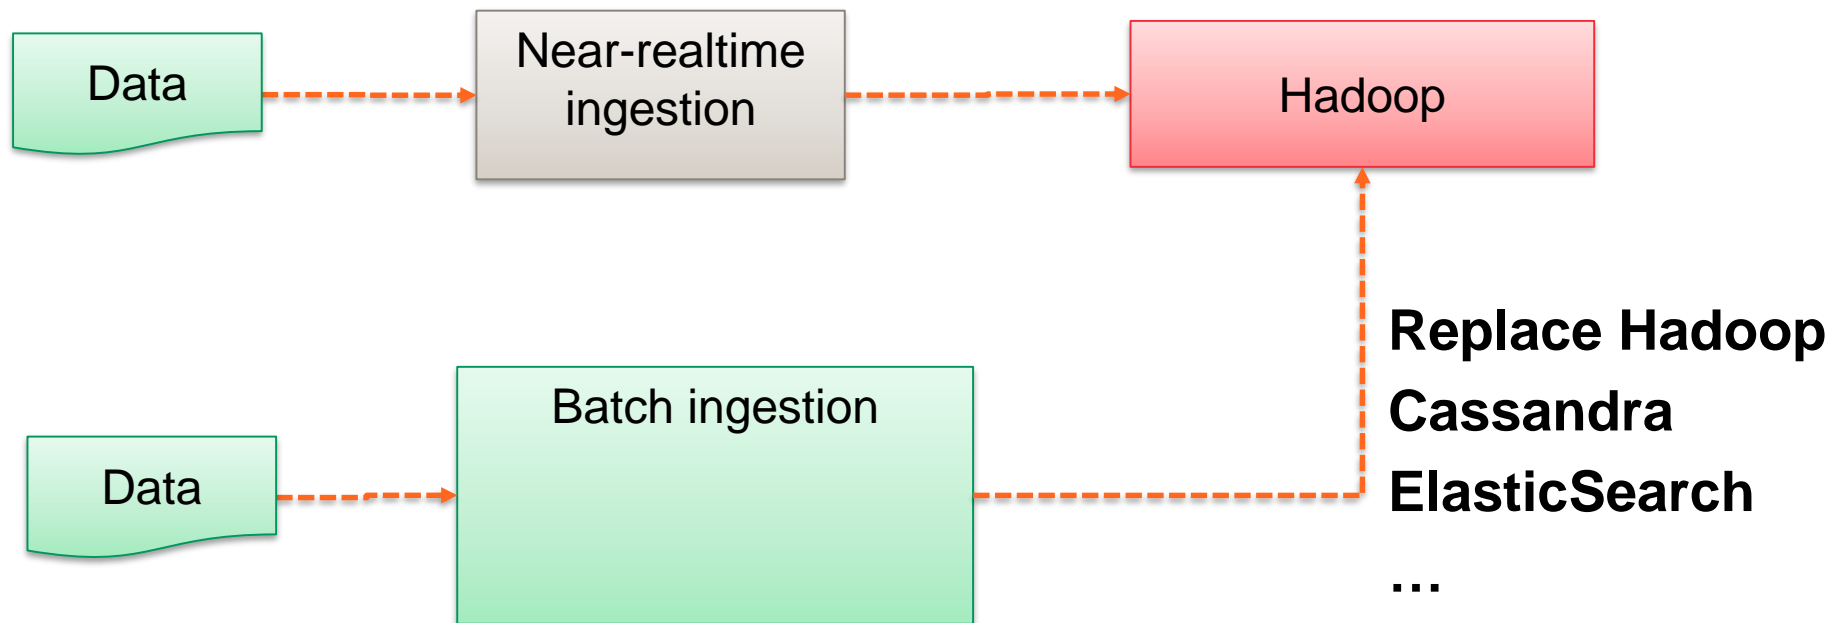 Data
Near-realtime
ingestion
Hadoop
Replace Hadoop
Cassandra
ElasticSearch
…
Batch ingestion
Data